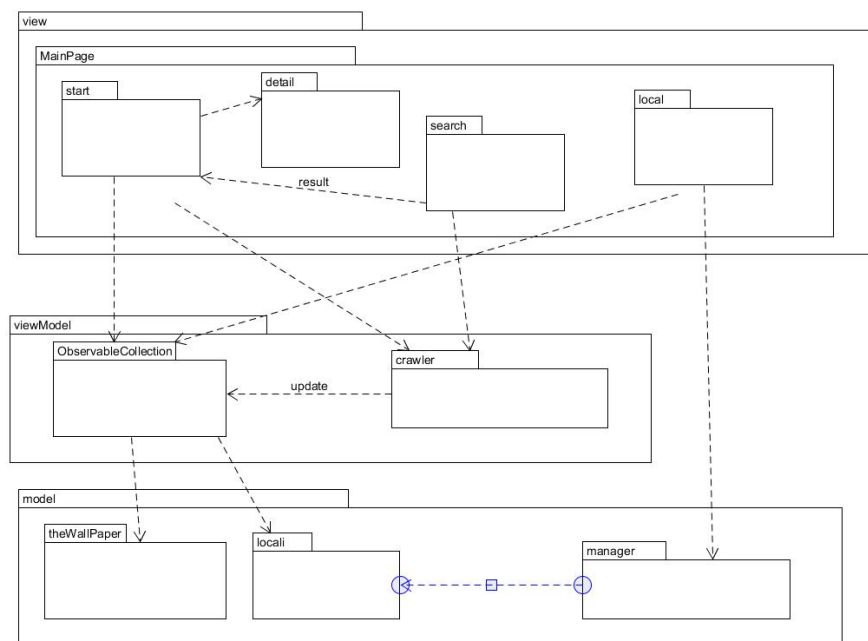 view
MainPage
start
detail
search
local
result
viewModel
ObservableCollection
crawler
update
model
theWallPaper
locali
manager